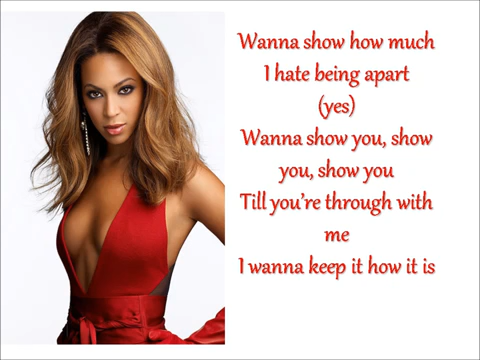 Wanna show how much
I hate being apart
(yes)
Wanna show you, show
you, show you
Till you’re through with
me
I wanna keep it how it is